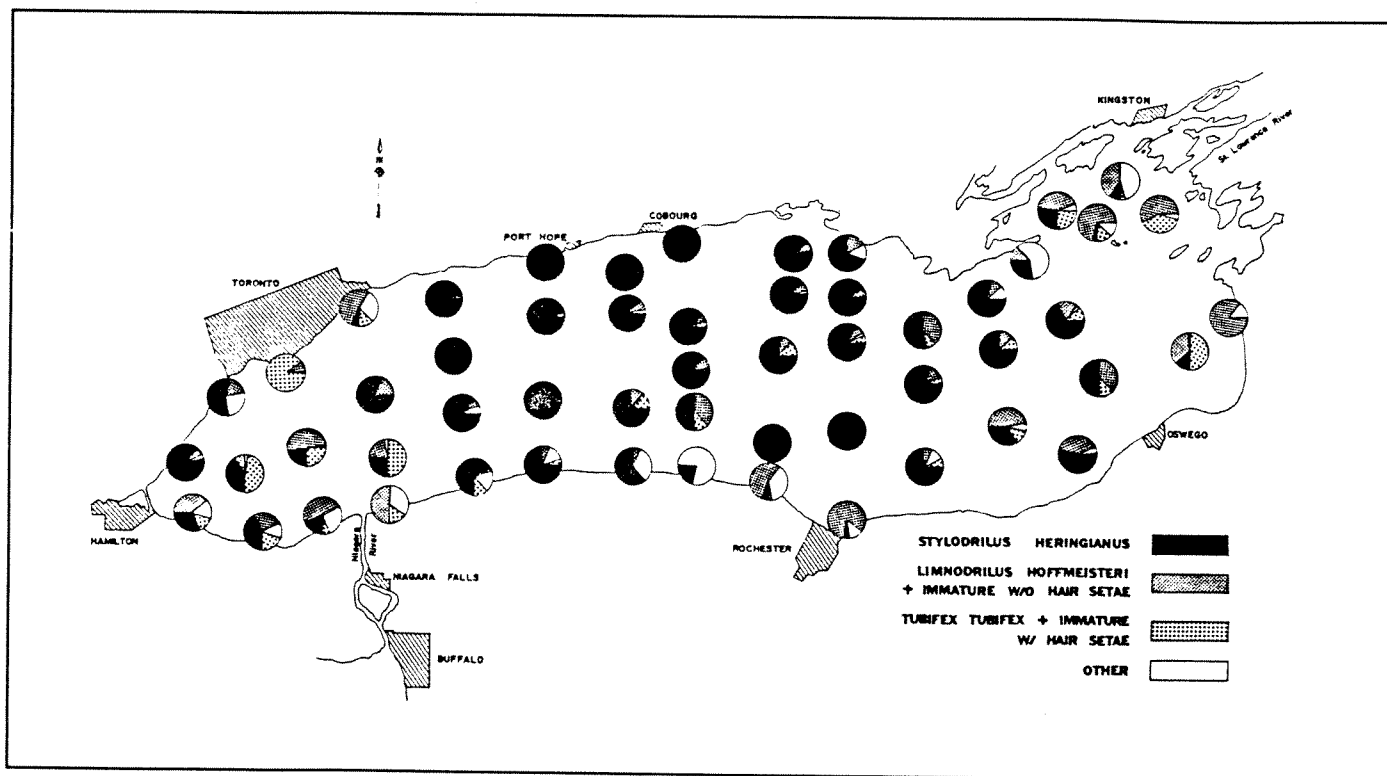 KINGSTON
St. Lawrence River
N
COBOURG
PORT HOPE
TORONTO
OSWEGO
HAMILTON
Niagara
River
ROCHESTER
NIAGARA FALLS
BUFFALO
STYLODRILUS HERINGIANUS
LIMNODRILUS HOFFMEISTERI
+ IMMATURE W/O HAIR SETAE
TUBIFEX TUBIFEX + IMMATURE
W/ HAIR SETAE
OTHER